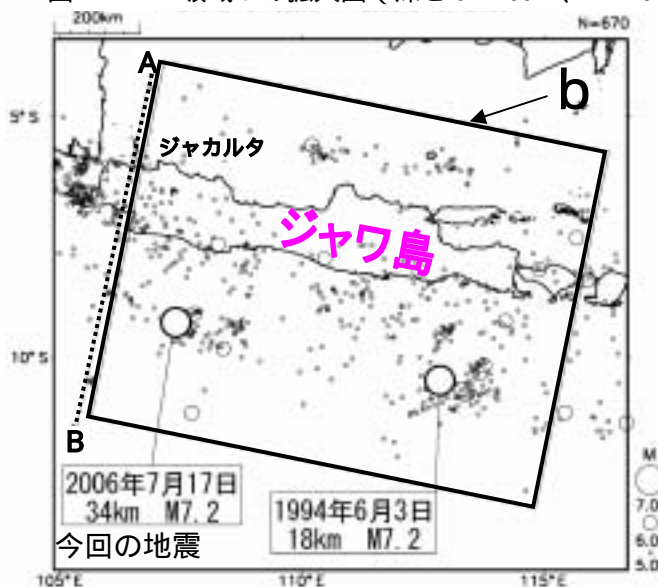 200km
N=670
A
b
5°S
ジャカルタ
ジャワ島
10°S
B
2006年7月17日
34km M7.2
1994年6月3日
18km M7.2
今回の地震
M
7.0
6.0
5.0
105°E
110°E
115°E